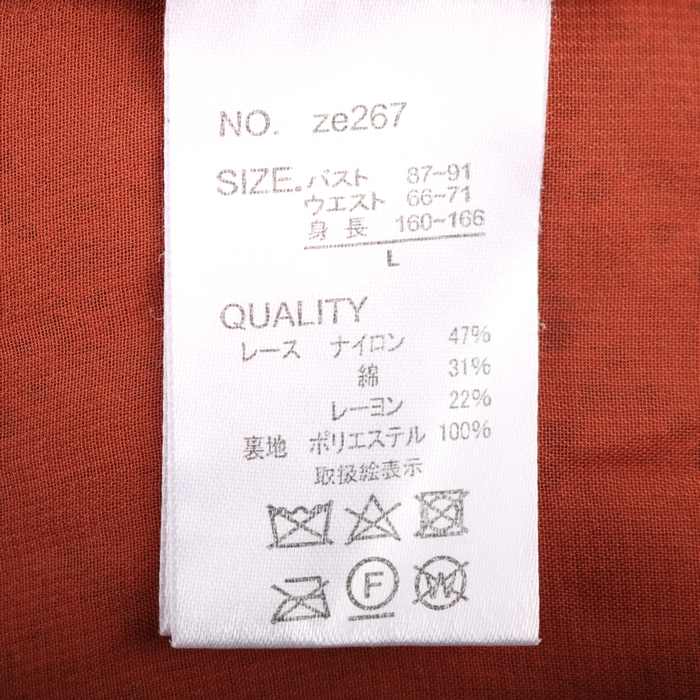 NO. ze267
SIZE. バスト 87~91
ウエスト 66~71
身長 160~166
L
QUALITY
レース ナイロン 47%
綿 31%
レーヨン 22%
裏地 ポリエステル 100%
取扱絵表示
F W